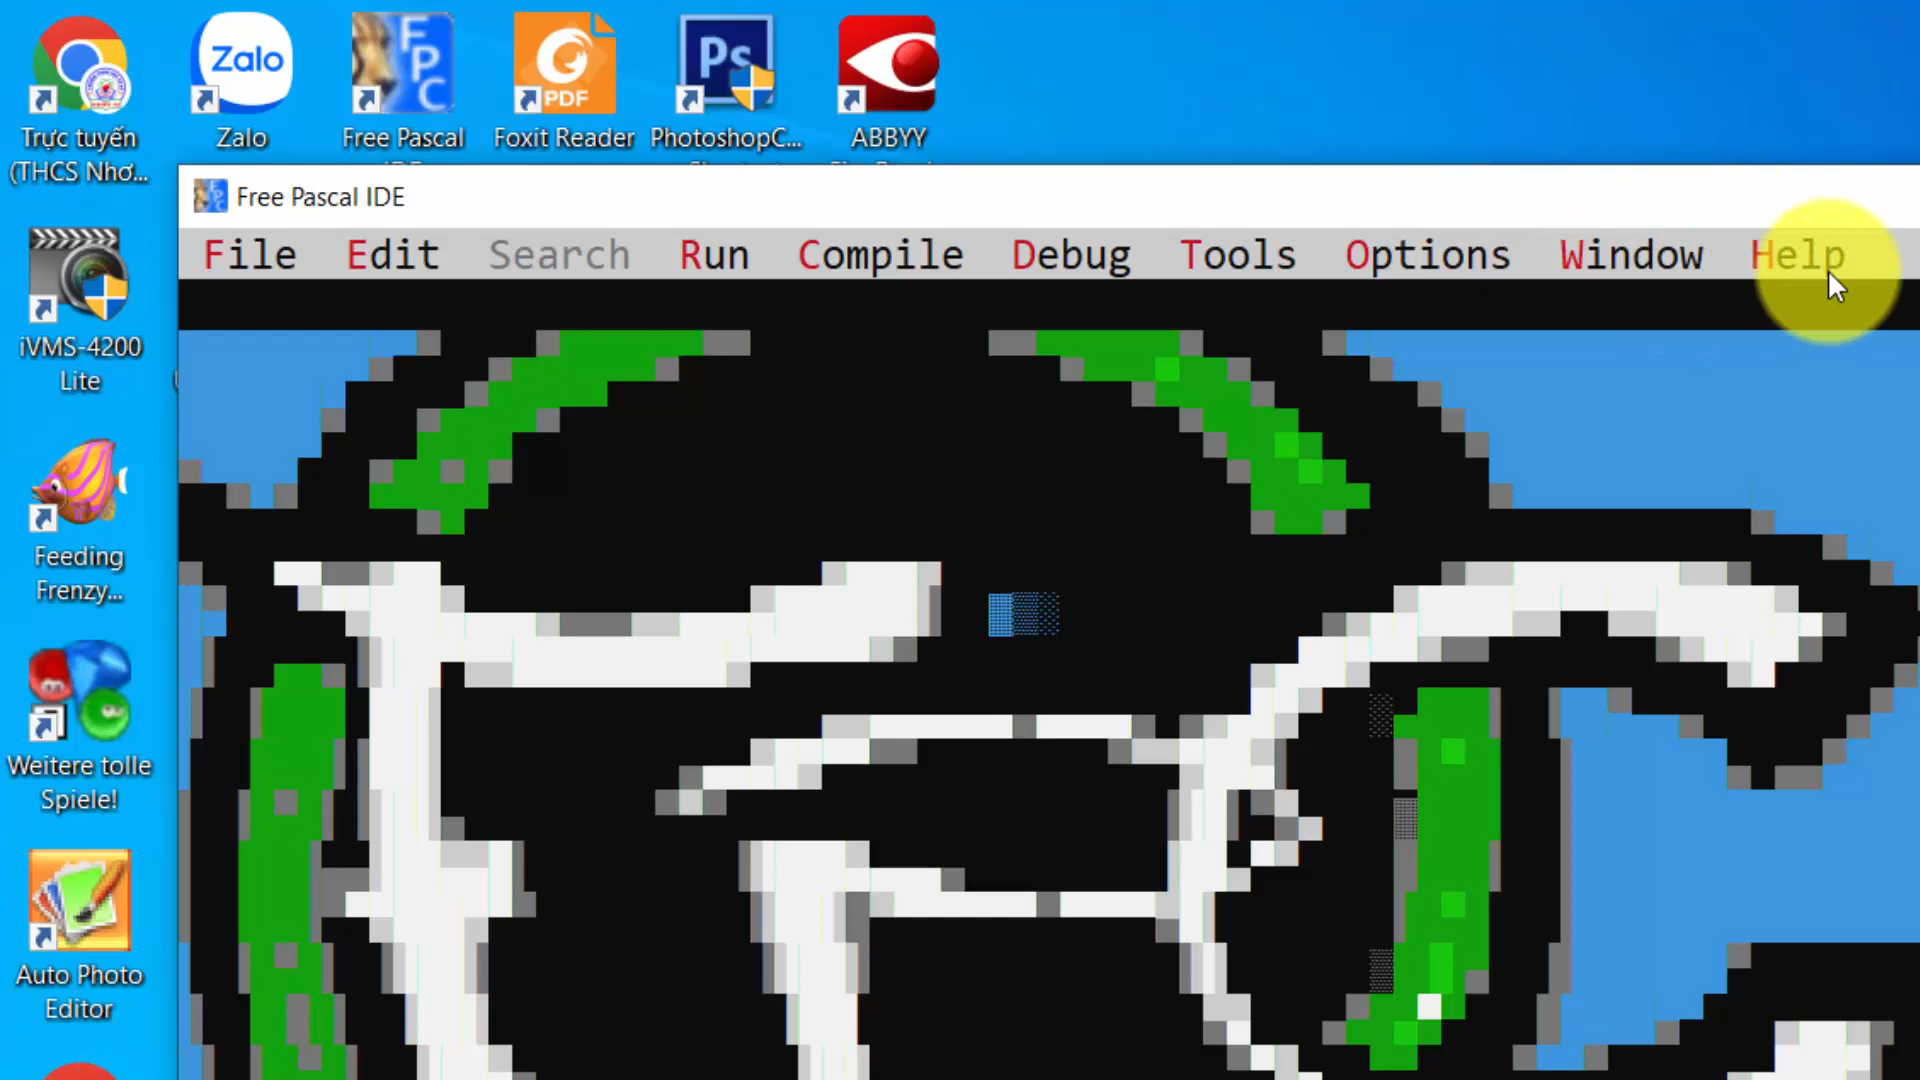 Zalo
F
P
C
PDF
Ps
Trực tuyến
(THCS Nhơ...
Zalo
Free Pascal
Foxit Reader
PhotoshopC...
ABBYY
Free Pascal IDE
File Edit Search Run Compile Debug Tools Options Window Help
iVMS-4200
Lite
Feeding
Frenzy...
Weitere tolle
Spiele!
Auto Photo
Editor